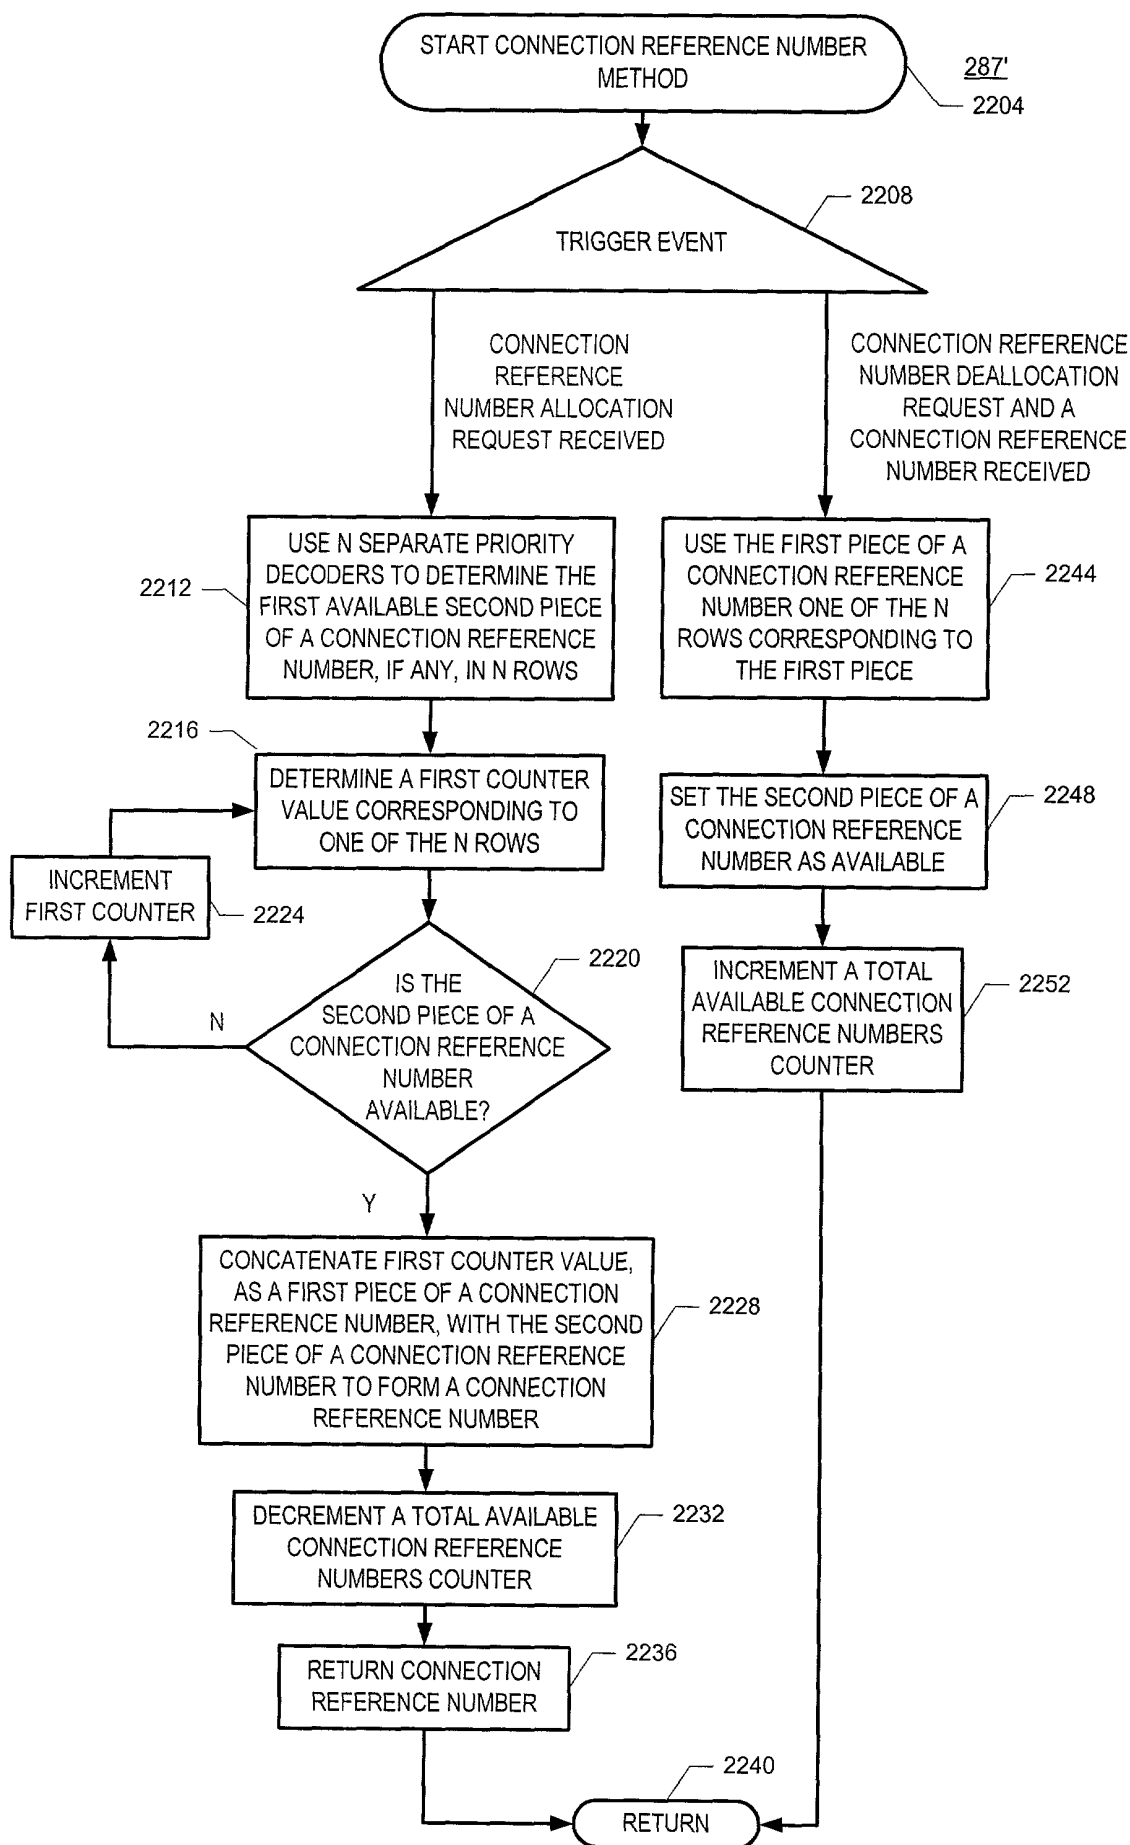 START CONNECTION REFERENCE NUMBER
METHOD
287'
2204
2208
TRIGGER EVENT
CONNECTION
REFERENCE
NUMBER ALLOCATION
REQUEST RECEIVED
CONNECTION REFERENCE
NUMBER DEALLOCATION
REQUEST AND A
CONNECTION REFERENCE
NUMBER RECEIVED
2212
USE N SEPARATE PRIORITY
DECODERS TO DETERMINE THE
FIRST AVAILABLE SECOND PIECE
OF A CONNECTION REFERENCE
NUMBER, IF ANY, IN N ROWS
USE THE FIRST PIECE OF A
CONNECTION REFERENCE
NUMBER ONE OF THE N
ROWS CORRESPONDING TO
THE FIRST PIECE
2244
2216
DETERMINE A FIRST COUNTER
VALUE CORRESPONDING TO
ONE OF THE N ROWS
SET THE SECOND PIECE OF A
CONNECTION REFERENCE
NUMBER AS AVAILABLE
2248
INCREMENT
FIRST COUNTER
2224
2220
IS THE
SECOND PIECE OF A
CONNECTION REFERENCE
NUMBER
AVAILABLE?
N
INCREMENT A TOTAL
AVAILABLE CONNECTION
REFERENCE NUMBERS
COUNTER
2252
Y
CONCATENATE FIRST COUNTER VALUE,
AS A FIRST PIECE OF A CONNECTION
REFERENCE NUMBER, WITH THE SECOND
PIECE OF A CONNECTION REFERENCE
NUMBER TO FORM A CONNECTION
REFERENCE NUMBER
2228
DECREMENT A TOTAL AVAILABLE
CONNECTION REFERENCE
NUMBERS COUNTER
2232
RETURN CONNECTION
REFERENCE NUMBER
2236
2240
RETURN